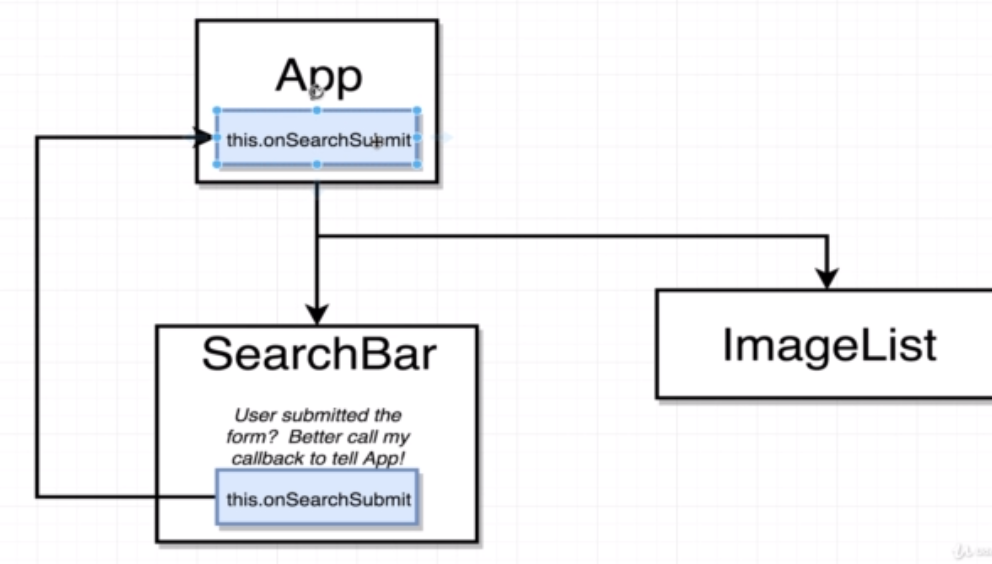 App
this.onSearchSubmit
SearchBar
ImageList
User submitted the
form? Better call my
callback to tell App!
this.onSearchSubmit